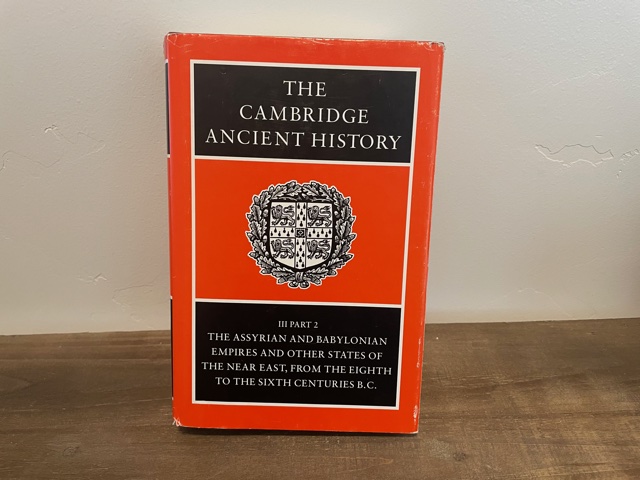 THE
CAMBRIDGE
ANCIENT HISTORY
III PART 2
THE ASSYRIAN AND BABYLONIAN
EMPIRES AND OTHER STATES OF
THE NEAR EAST, FROM THE EIGHTH
TO THE SIXTH CENTURIES B.C.